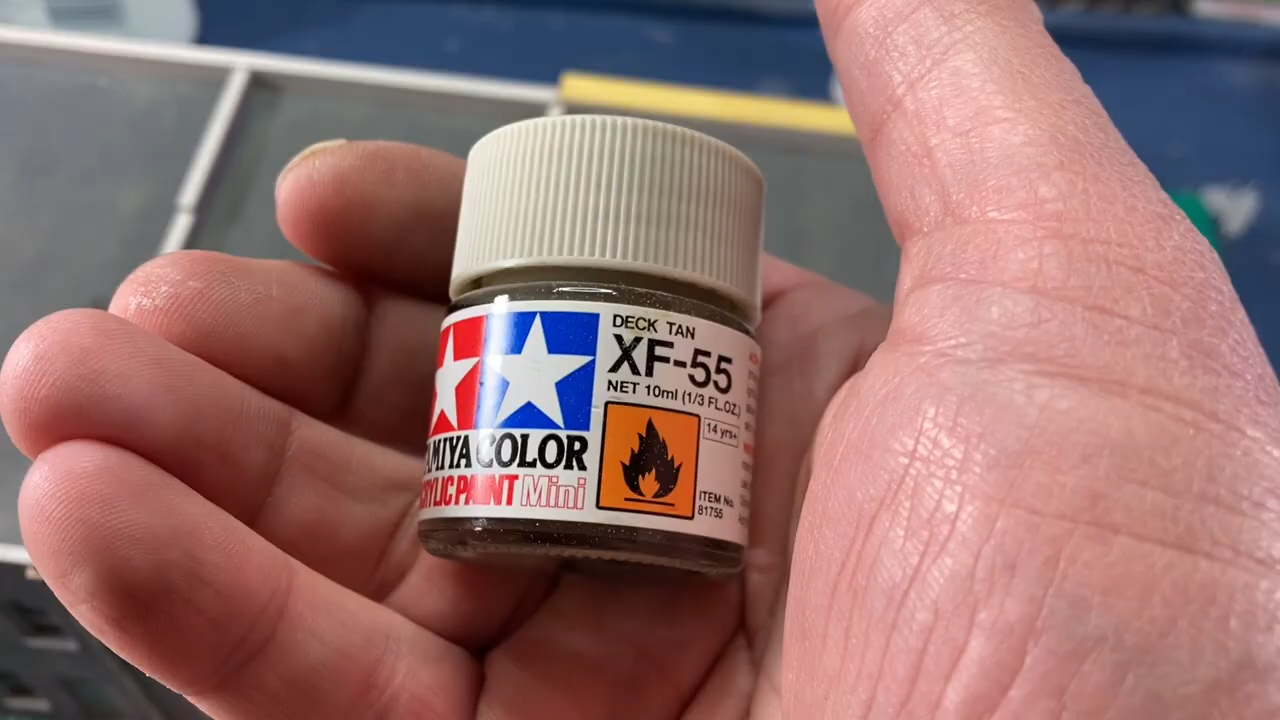 DECK TAN
XF-55
NET 10ml (1/3 FL.OZ.)
14 yrs+
AMIYA COLOR
RYLIC PAINT Mini
ITEM No.
81755